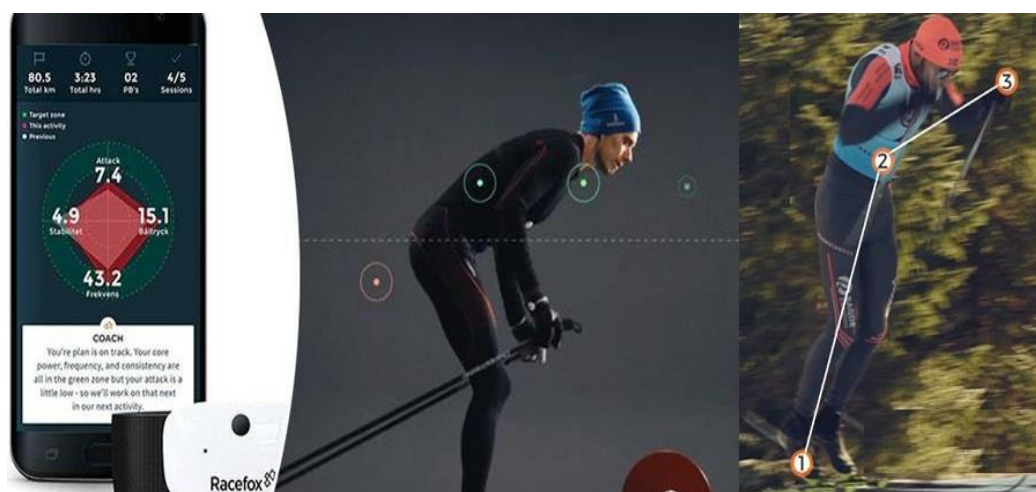 80.5
Total km
3:23
Total hrs
02
PB's
4/5
Sessions
Target zone
This activity
Previous
Attack
7.4
4.9
Stabilitet
15.1
Båltryck
43.2
Frekvens
COACH
You're plan is on track. Your core
power, frequency, and consistency are
all in the green zone but your attack is a
little low - so we'll work on that next
in our next activity.
Racefox
1
2
3